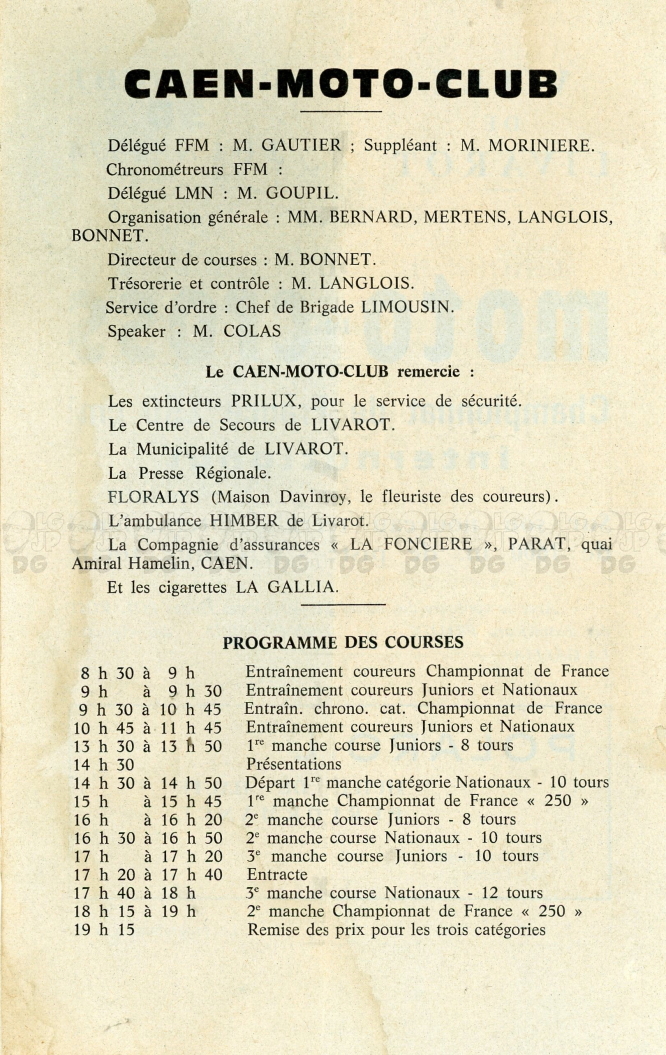 CAEN-MOTO-CLUB
Délégué FFM : M. GAUTIER ; Suppléant : M. MORINIERE.
Chronométreurs FFM :
Délégué LMN : M. GOUPIL.
Organisation générale : MM. BERNARD, MERTENS, LANGLOIS,
BONNET.
Directeur de courses : M. BONNET.
Trésorerie et contrôle : M. LANGLOIS.
Service d'ordre : Chef de Brigade LIMOUSIN.
Speaker : M. COLAS
Le CAEN-MOTO-CLUB remercie :
Les extincteurs PRILUX, pour le service de sécurité.
Le Centre de Secours de LIVAROT.
La Municipalité de LIVAROT.
La Presse Régionale.
FLORALYS (Maison Davinroy, le fleuriste des coureurs).
L'ambulance HIMBER de Livarot.
La Compagnie d'assurances « LA FONCIERE », PARAT, quai
Amiral Hamelin, CAEN.
Et les cigarettes LA GALLIA.
PROGRAMME DES COURSES
8 h 30 à 9 h Entraînement coureurs Championnat de France
9 h à 9 h 30 Entraînement coureurs Juniors et Nationaux
9 h 30 à 10 h 45 Entraîn. chrono. cat. Championnat de France
10 h 45 à 11 h 45 Entraînement coureurs Juniors et Nationaux
13 h 30 à 13 h 50 1re manche course Juniors - 8 tours
14 h 30 Présentations
14 h 30 à 14 h 50 Départ 1re manche catégorie Nationaux - 10 tours
15 h à 15 h 45 1re manche Championnat de France « 250 »
16 h à 16 h 20 2e manche course Juniors - 8 tours
16 h 30 à 16 h 50 2e manche course Nationaux - 10 tours
17 h à 17 h 20 3e manche course Juniors - 10 tours
17 h 20 à 17 h 40 Entracte
17 h 40 à 18 h 3e manche course Nationaux - 12 tours
18 h 15 à 19 h 2e manche Championnat de France « 250 »
19 h 15 Remise des prix pour les trois catégories